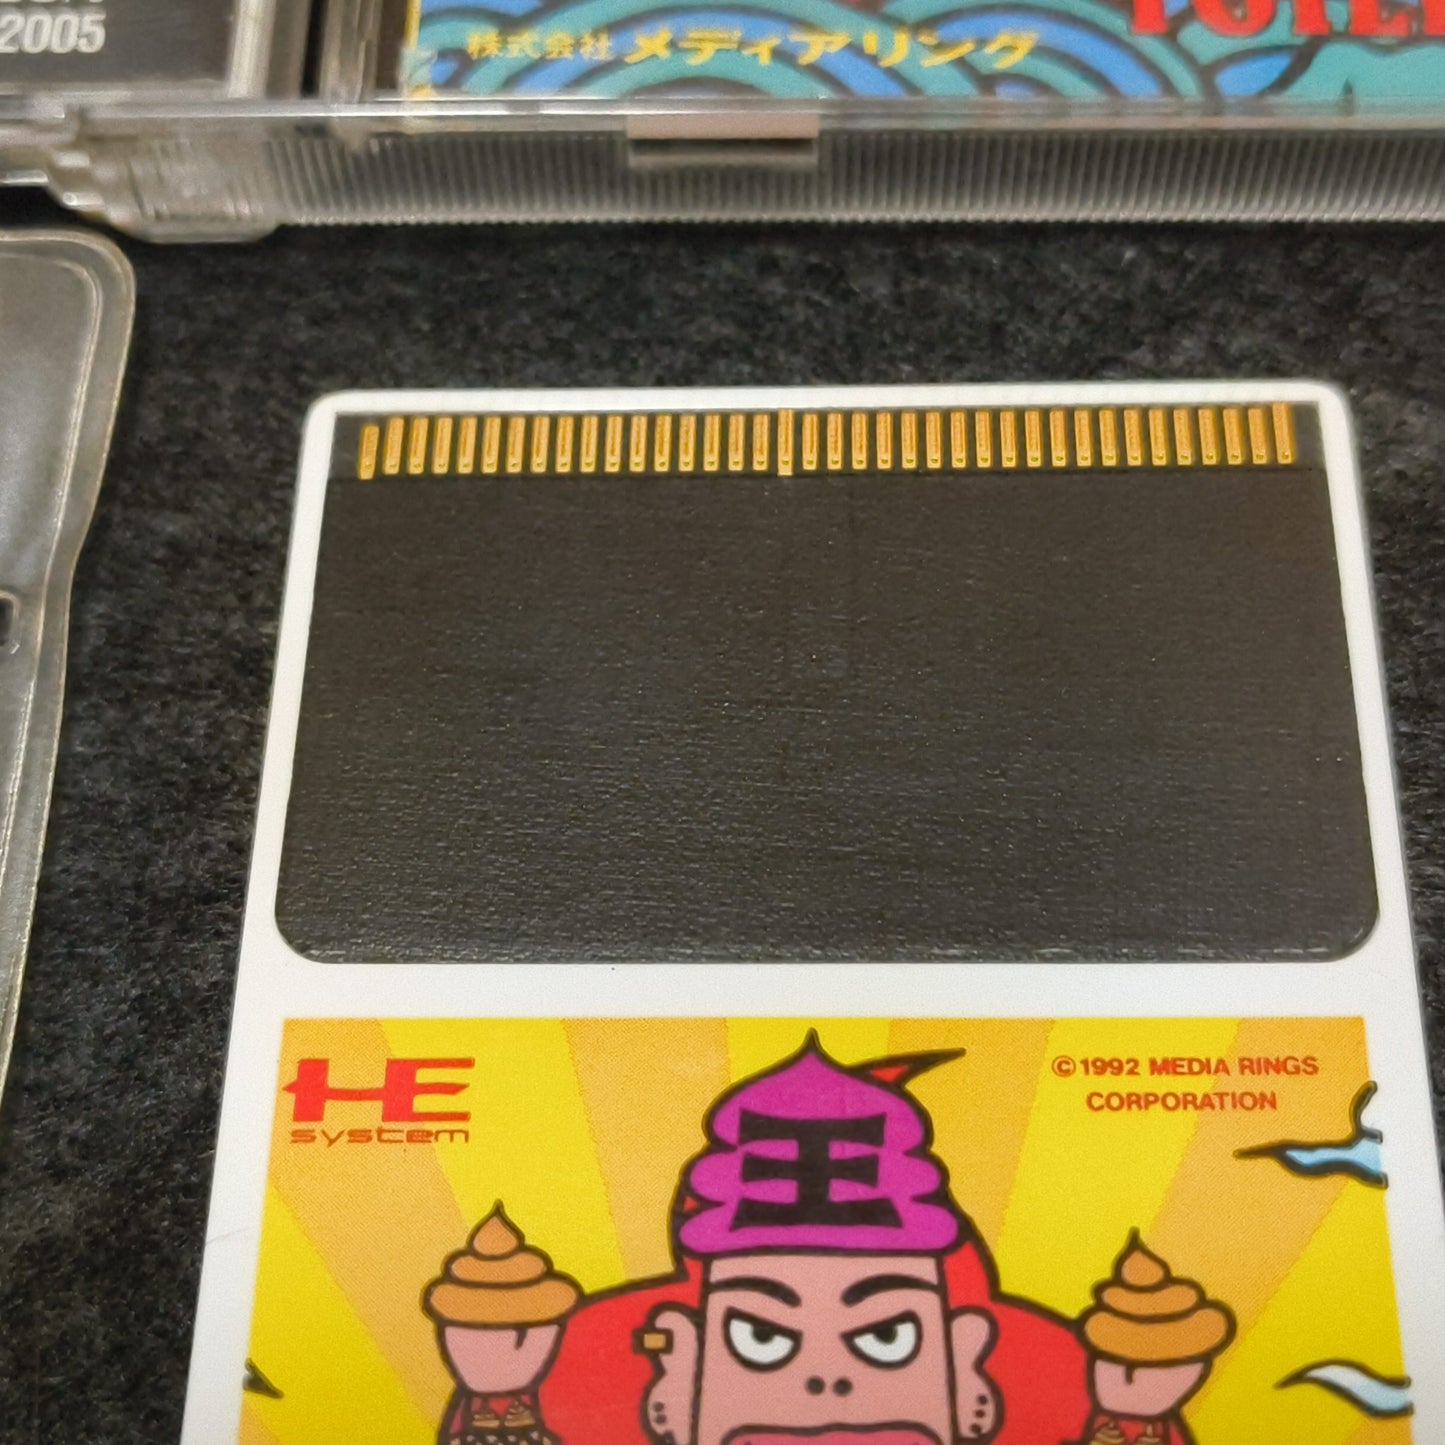 2005
株式会社 メディアリング
HE
system
©1992 MEDIA RINGS
CORPORATION
王